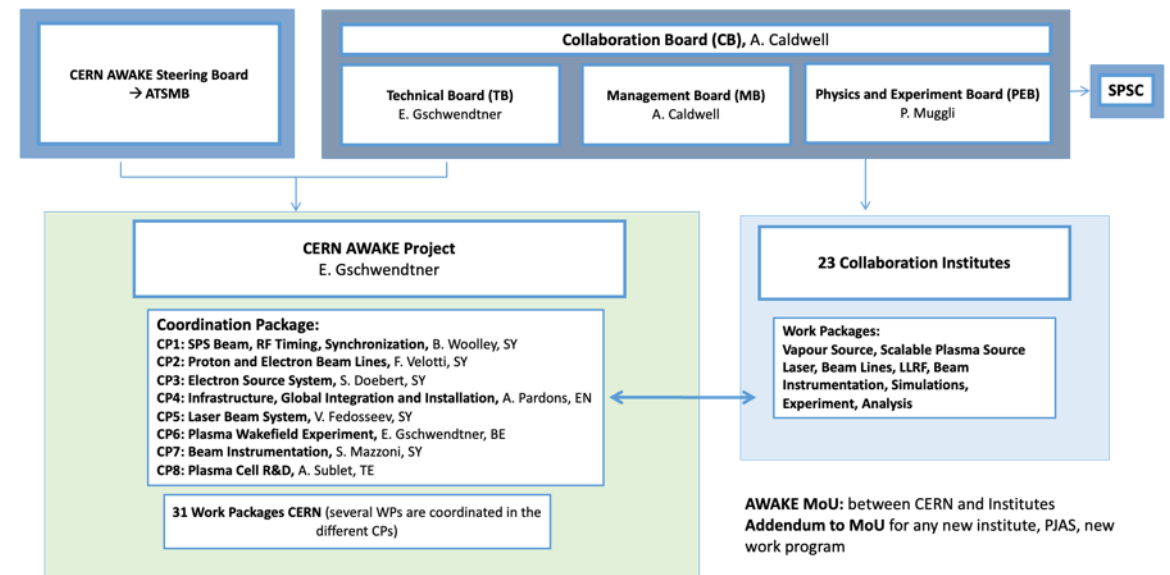 CERN AWAKE Steering Board
→ ATSMB
Collaboration Board (CB), A. Caldwell
Technical Board (TB)
E. Gschwendtner
Management Board (MB)
A. Caldwell
Physics and Experiment Board (PEB)
P. Muggli
SPSC
CERN AWAKE Project
E. Gschwendtner
Coordination Package:
CP1: SPS Beam, RF Timing, Synchronization, B. Woolley, SY
CP2: Proton and Electron Beam Lines, F. Velotti, SY
CP3: Electron Source System, S. Doebert, SY
CP4: Infrastructure, Global Integration and Installation, A. Pardons, EN
CP5: Laser Beam System, V. Fedosseev, SY
CP6: Plasma Wakefield Experiment, E. Gschwendtner, BE
CP7: Beam Instrumentation, S. Mazzoni, SY
CP8: Plasma Cell R&D, A. Sublet, TE
31 Work Packages CERN (several WPs are coordinated in the
different CPs)
23 Collaboration Institutes
Work Packages:
Vapour Source, Scalable Plasma Source
Laser, Beam Lines, LLRF, Beam
Instrumentation, Simulations,
Experiment, Analysis
AWAKE MoU: between CERN and Institutes
Addendum to MoU for any new institute, PJAS, new
work program